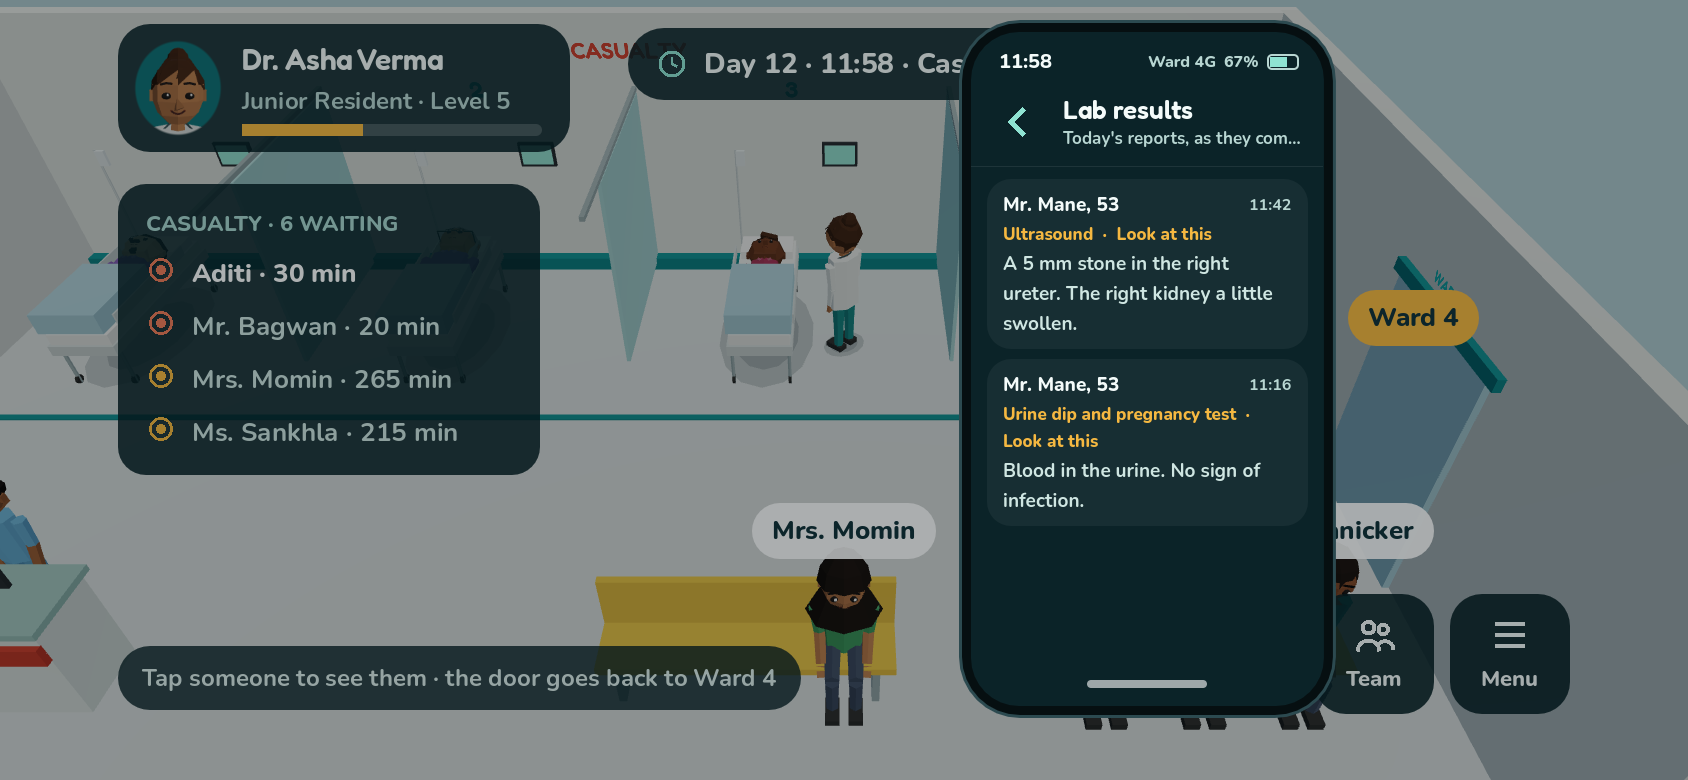 Dr. Asha Verma
Junior Resident · Level 5
CASUALTY
Day 12 · 11:58 · Cas
3
CASUALTY · 6 WAITING
Aditi · 30 min
Mr. Bagwan · 20 min
Mrs. Momin · 265 min
Ms. Sankhla · 215 min
11:58
Ward 4G 67%
Lab results
Today's reports, as they com...
Mr. Mane, 53
11:42
Ultrasound · Look at this
A 5 mm stone in the right
ureter. The right kidney a little
swollen.
Mr. Mane, 53
11:16
Urine dip and pregnancy test ·
Look at this
Blood in the urine. No sign of
infection.
Ward 4
Mrs. Momin
nicker
Tap someone to see them · the door goes back to Ward 4
Team
Menu